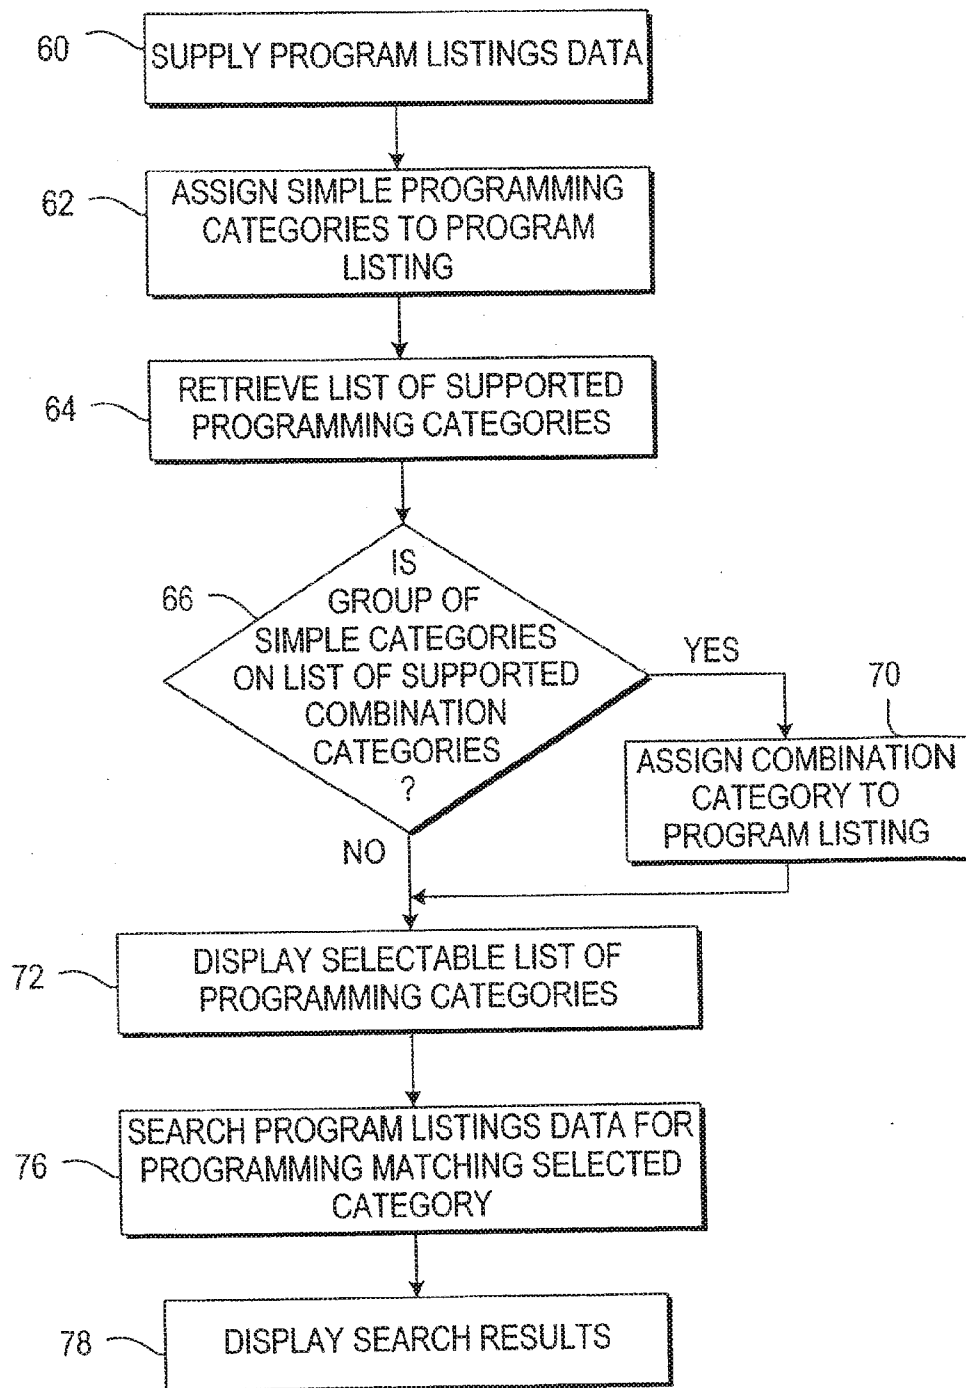 60
SUPPLY PROGRAM LISTINGS DATA
62
ASSIGN SIMPLE PROGRAMMING
CATEGORIES TO PROGRAM
LISTING
64
RETRIEVE LIST OF SUPPORTED
PROGRAMMING CATEGORIES
66
IS
GROUP OF
SIMPLE CATEGORIES
ON LIST OF SUPPORTED
COMBINATION
CATEGORIES
?
YES
NO
70
ASSIGN COMBINATION
CATEGORY TO
PROGRAM LISTING
72
DISPLAY SELECTABLE LIST OF
PROGRAMMING CATEGORIES
76
SEARCH PROGRAM LISTINGS DATA FOR
PROGRAMMING MATCHING SELECTED
CATEGORY
78
DISPLAY SEARCH RESULTS